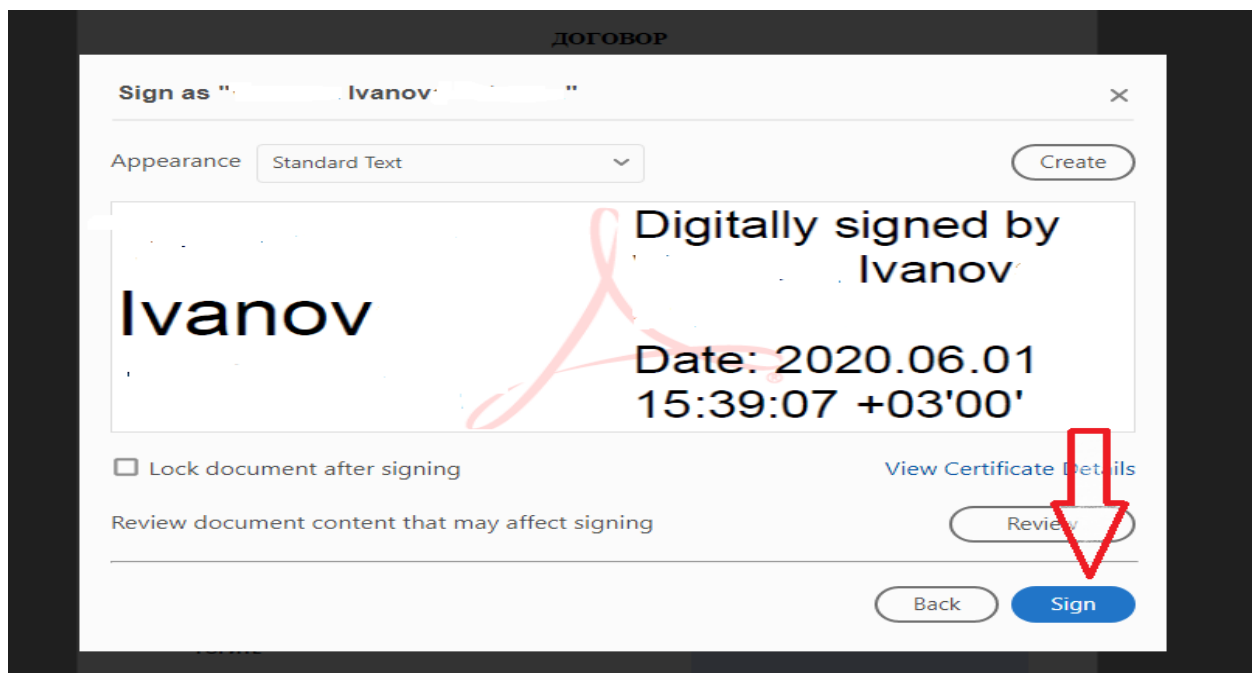 ДОГОВОР
Sign as " Ivanov "
Appearance Standard Text Create
Digitally signed by
Ivanov
Ivanov
Date: 2020.06.01
15:39:07 +03'00'
Lock document after signing View Certificate Details
Review document content that may affect signing Review
Back Sign